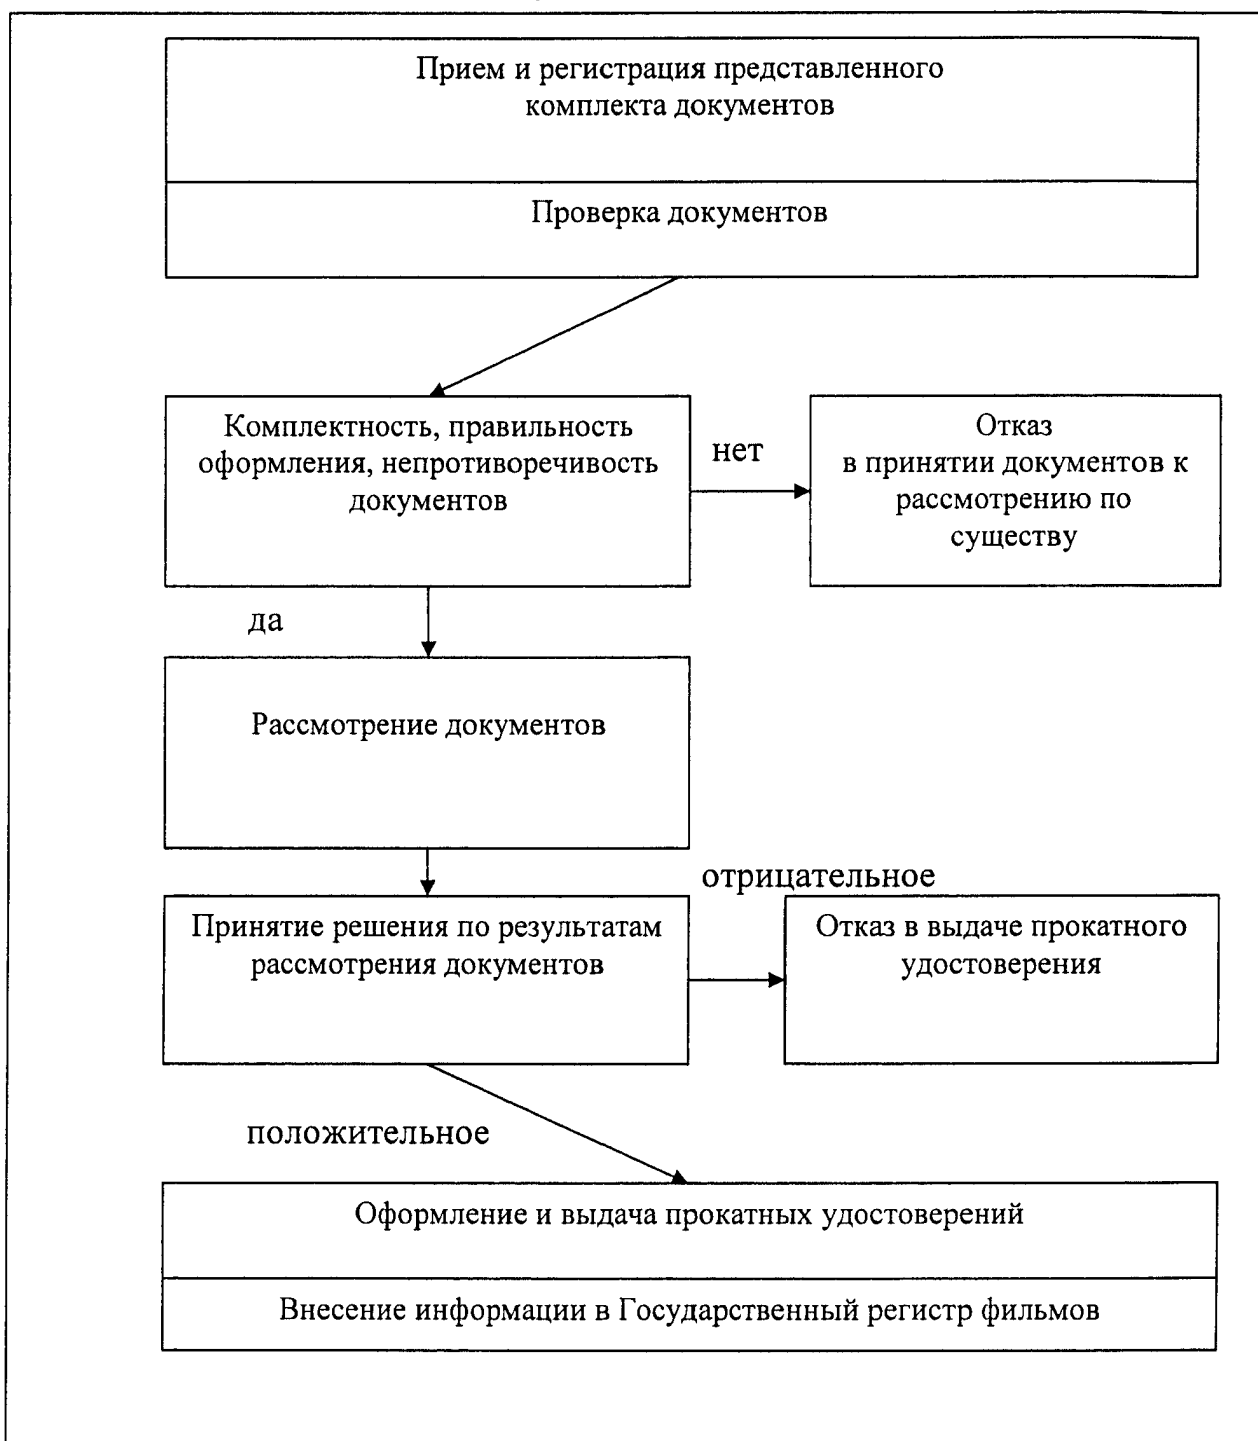 Прием и регистрация представленного
комплекта документов
Проверка документов
Комплектность, правильность
оформления, непротиворечивость
документов
нет
Отказ
в принятии документов к
рассмотрению по
существу
да
Рассмотрение документов
отрицательное
Принятие решения по результатам
рассмотрения документов
Отказ в выдаче прокатного
удостоверения
положительное
Оформление и выдача прокатных удостоверений
Внесение информации в Государственный регистр фильмов